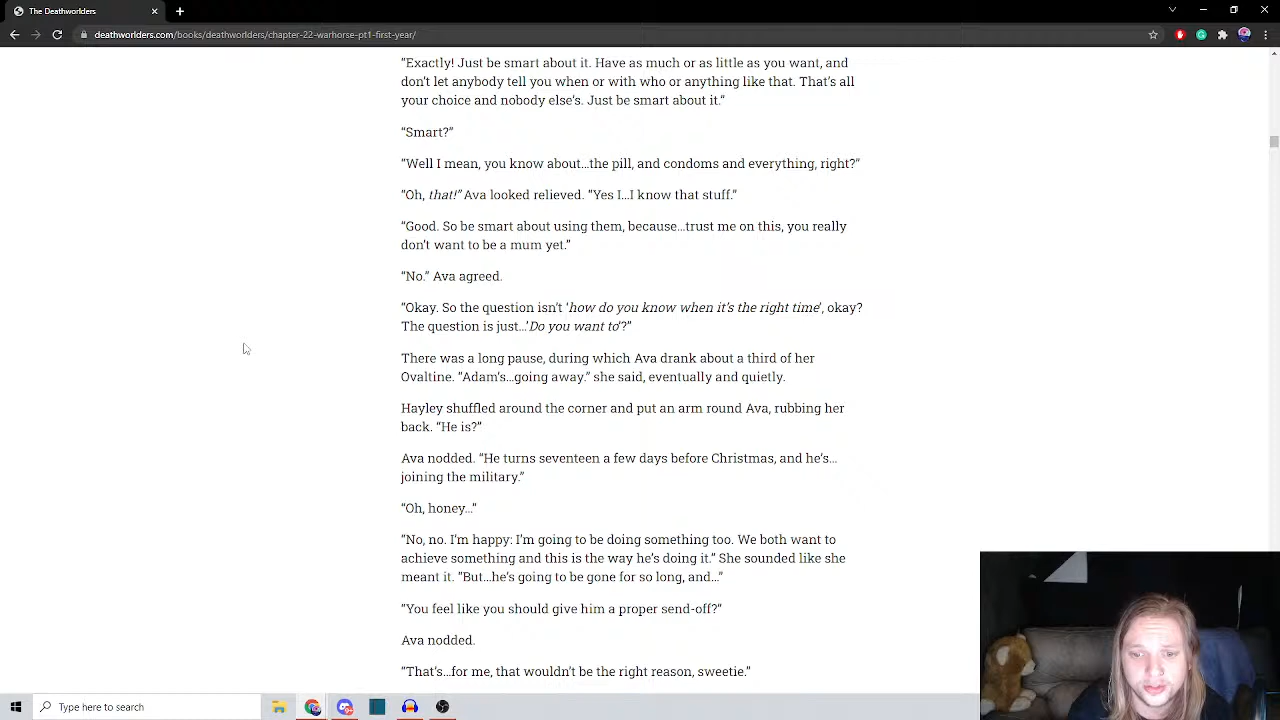 The Deathworlders
deathworlders.com/books/deathworlders/chapter-22-warhorse-pt1-first-year/
"Exactly! Just be smart about it. Have as much or as little as you want, and
don't let anybody tell you when or with who or anything like that. That's all
your choice and nobody else's. Just be smart about it."
"Smart?"
"Well I mean, you know about…the pill, and condoms and everything, right?"
"Oh, that!" Ava looked relieved. "Yes I…I know that stuff."
"Good. So be smart about using them, because…trust me on this, you really
don't want to be a mum yet."
"No." Ava agreed.
"Okay. So the question isn't 'how do you know when it's the right time', okay?
The question is just…'Do you want to'?"
There was a long pause, during which Ava drank about a third of her
Ovaltine. "Adam's…going away." she said, eventually and quietly.
Hayley shuffled around the corner and put an arm round Ava, rubbing her
back. "He is?"
Ava nodded. "He turns seventeen a few days before Christmas, and he's…
joining the military."
"Oh, honey…"
"No, no. I'm happy: I'm going to be doing something too. We both want to
achieve something and this is the way he's doing it." She sounded like she
meant it. "But…he's going to be gone for so long, and…"
"You feel like you should give him a proper send-off?"
Ava nodded.
"That's…for me, that wouldn't be the right reason, sweetie."
Type here to search